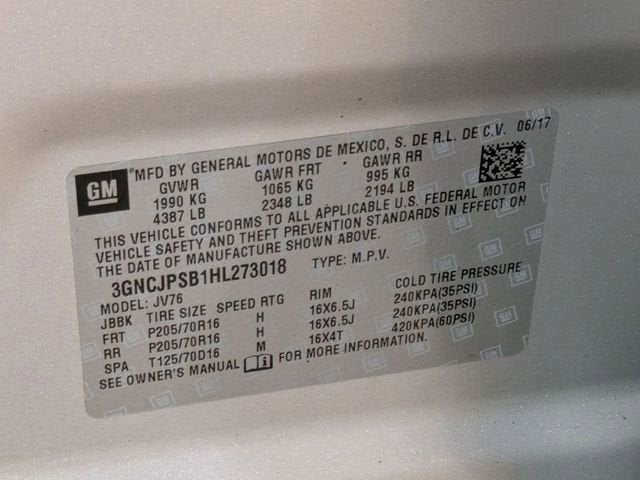 GM
MFD BY GENERAL MOTORS DE MEXICO, S. DE R.L. DE C.V. 06/17
GVWR GAWR FRT GAWR RR
1990 KG 1065 KG 995 KG
4387 LB 2348 LB 2194 LB
THIS VEHICLE CONFORMS TO ALL APPLICABLE U.S. FEDERAL MOTOR
VEHICLE SAFETY AND THEFT PREVENTION STANDARDS IN EFFECT ON
THE DATE OF MANUFACTURE SHOWN ABOVE.
3GNCJPSB1HL273018 TYPE: M.P.V.
MODEL: JV76
JBBK TIRE SIZE SPEED RTG RIM COLD TIRE PRESSURE
FRT P205/70R16 H 16X6.5J 240KPA(35PSI)
RR P205/70R16 H 16X6.5J 240KPA(35PSI)
SPA T125/70D16 M 16X4T 420KPA(60PSI)
SEE OWNER'S MANUAL FOR MORE INFORMATION.